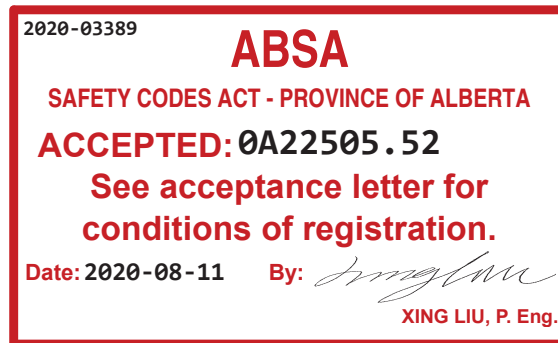 2020-03389
ABSA
SAFETY CODES ACT - PROVINCE OF ALBERTA
ACCEPTED: 0A22505.52
See acceptance letter for
conditions of registration.
Date: 2020-08-11 By:
XING LIU, P. Eng.